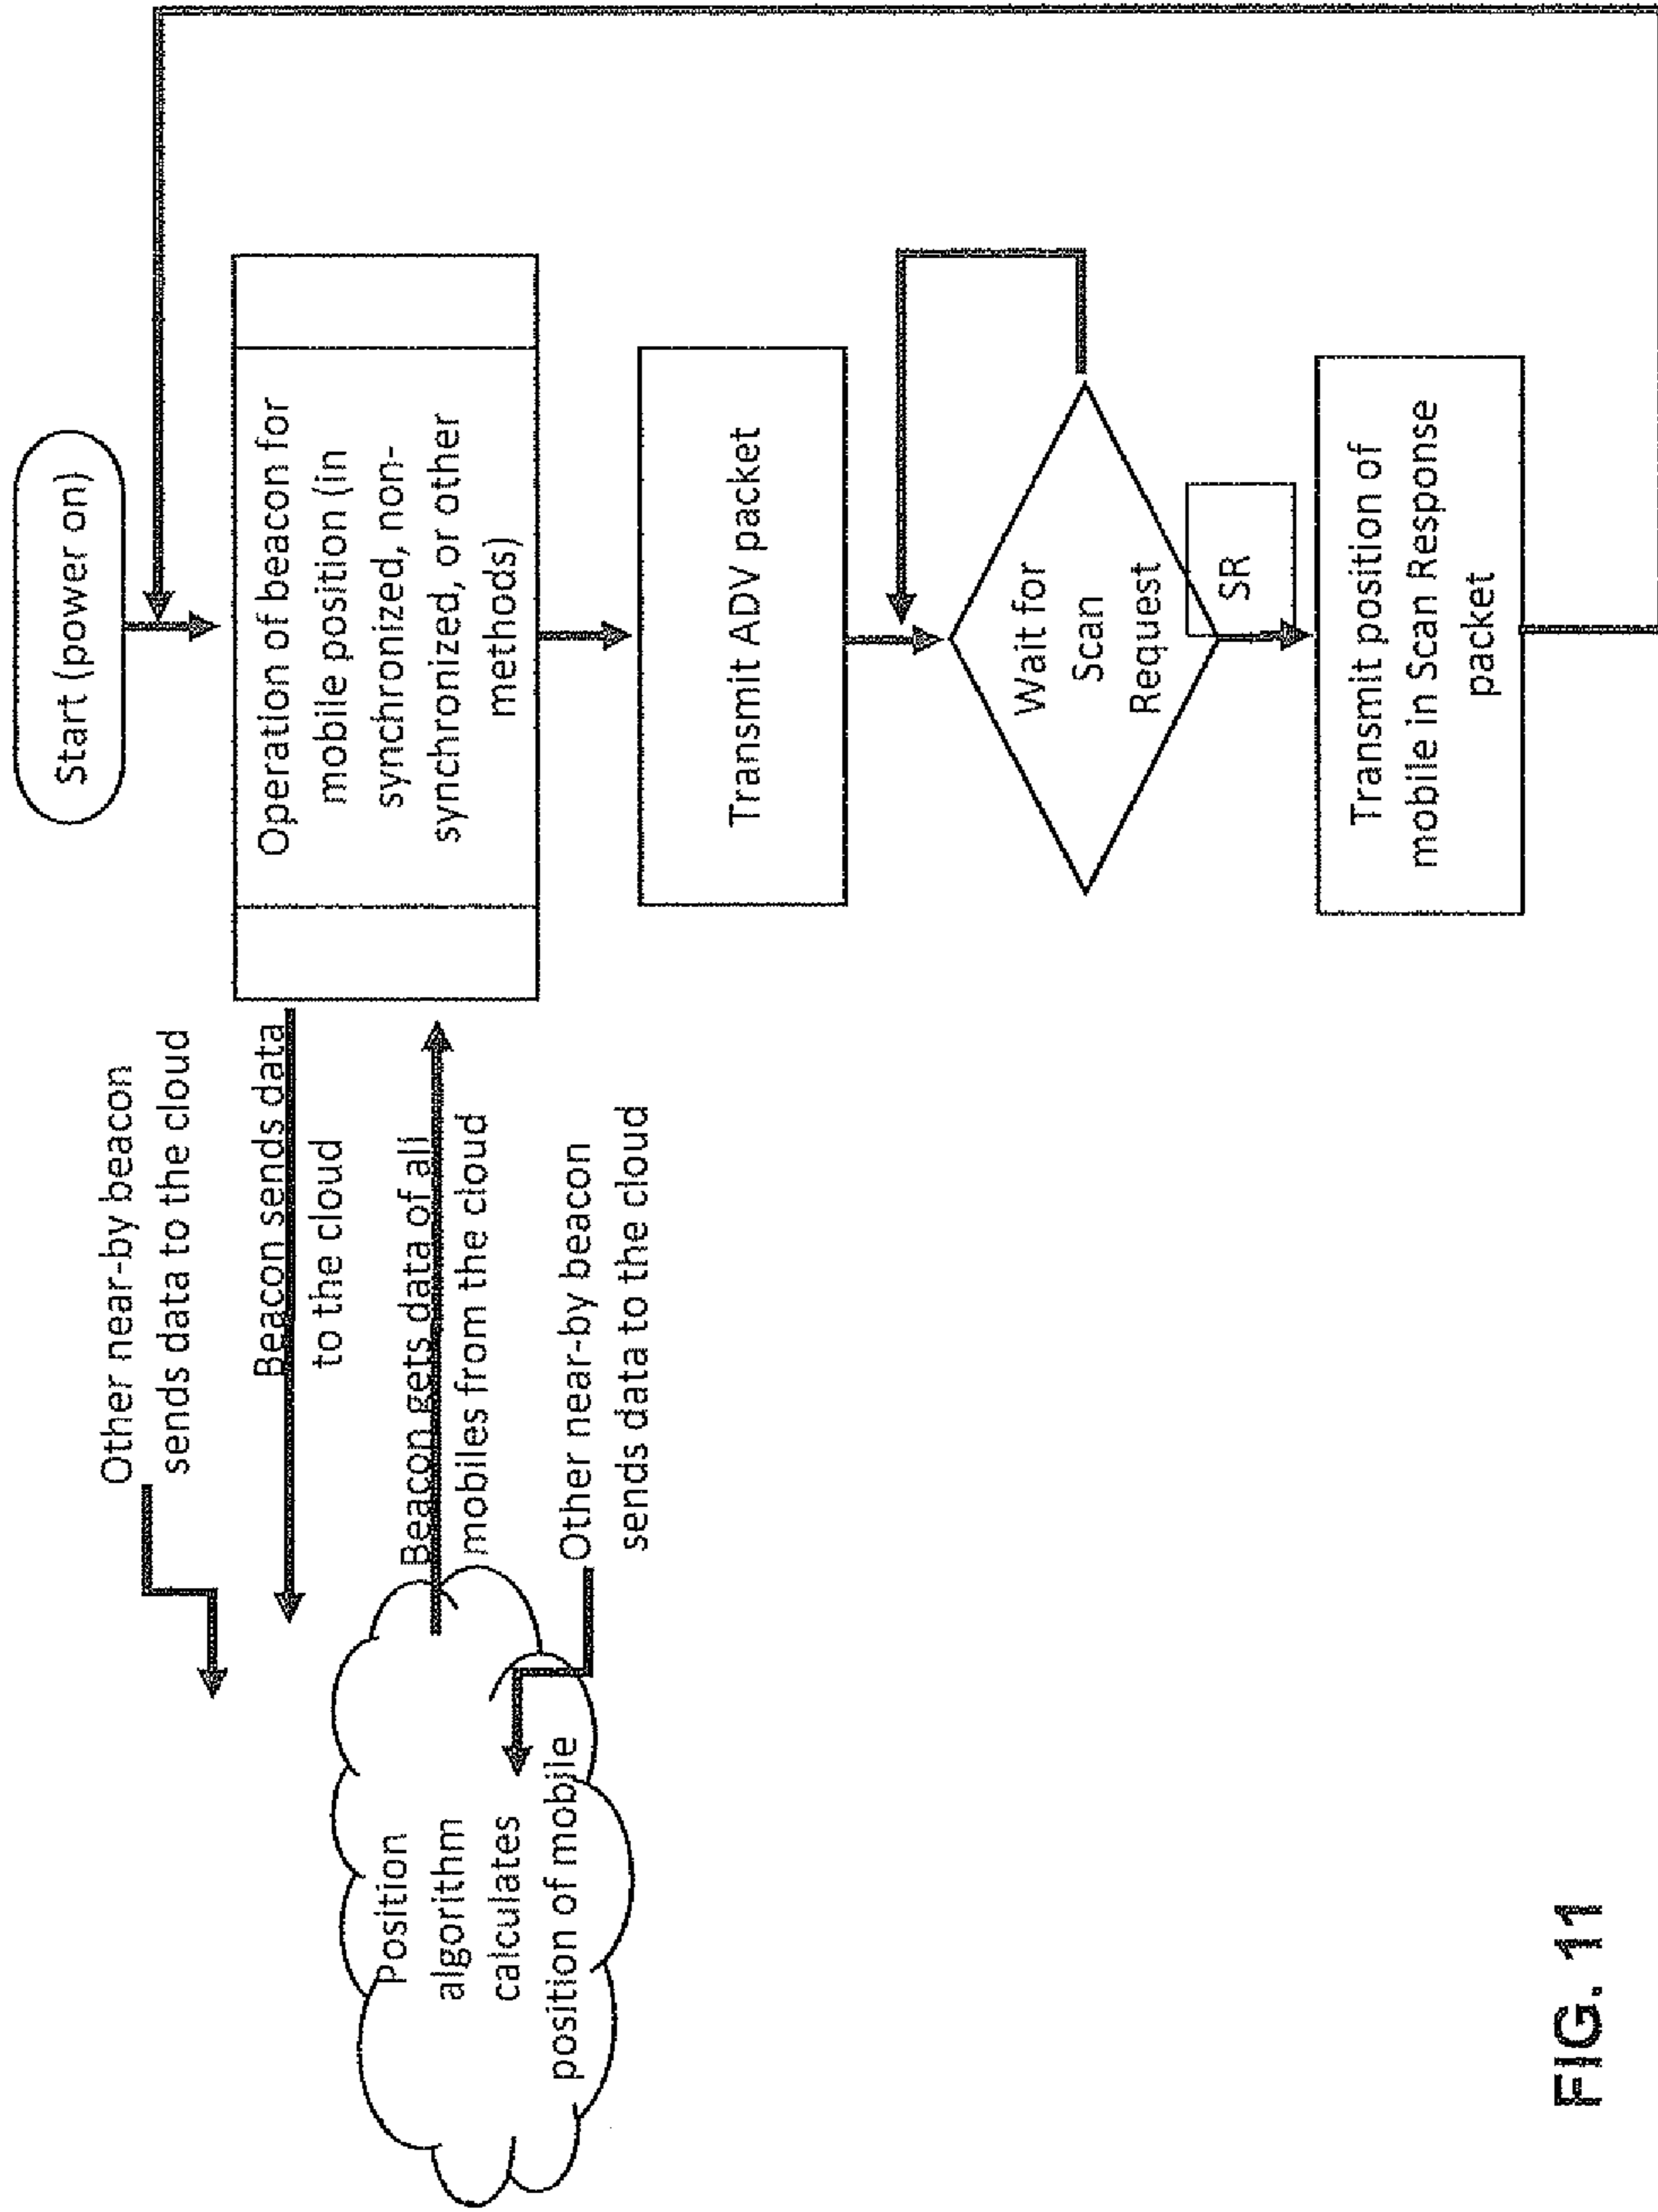 Start (power on)
Other near-by beacon
sends data to the cloud
Beacon sends data
to the cloud
Beacon gets data of all
mobiles from the cloud
Other near-by beacon
sends data to the cloud
Position
algorithm
calculates
position of mobile
Operation of beacon for
mobile position (in
synchronized, non-
synchronized, or other
methods)
Transmit ADV packet
Wait for
Scan
Request
SR
Transmit position of
mobile in Scan Response
packet
FIG. 11